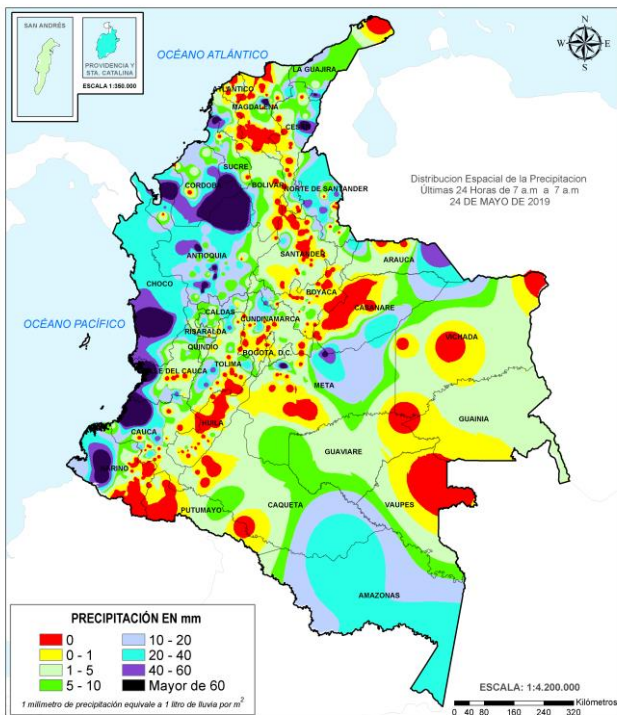 SAN ANDRÉS
PROVIDENCIA Y
STA. CATALINA
ESCALA 1:350.000
OCÉANO ATLÁNTICO
N
W
E
S
LA GUAJIRA
ATLANTICO
MAGDALENA
CESAR
Distribucion Espacial de la Precipitacion
Últimas 24 Horas de 7 a.m a 7 a.m
24 DE MAYO DE 2019
SUCRE
CORDOBA
BOLIVAR
NORTE DE SANTANDER
ANTIOQUIA
SANTANDER
ARAUCA
CHOCO
BOYACA
CASANARE
OCÉANO PACÍFICO
CALDAS
CUNDINAMARCA
RISARALDA
VICHADA
QUINDIO
BOGOTA, D.C.
TOLIMA
VALLE DEL CAUCA
META
GUAINIA
CAUCA
HUILA
GUAVIARE
NARIÑO
CAQUETA
VAUPES
PUTUMAYO
AMAZONAS
PRECIPITACIÓN EN mm
0
10 - 20
0 - 1
20 - 40
1 - 5
40 - 60
5 - 10
Mayor de 60
1 milimetro de precipitación equivale a 1 litro de lluvia por m2
ESCALA: 1:4.200.000
Kilómetros
0 40 80 160 240 320